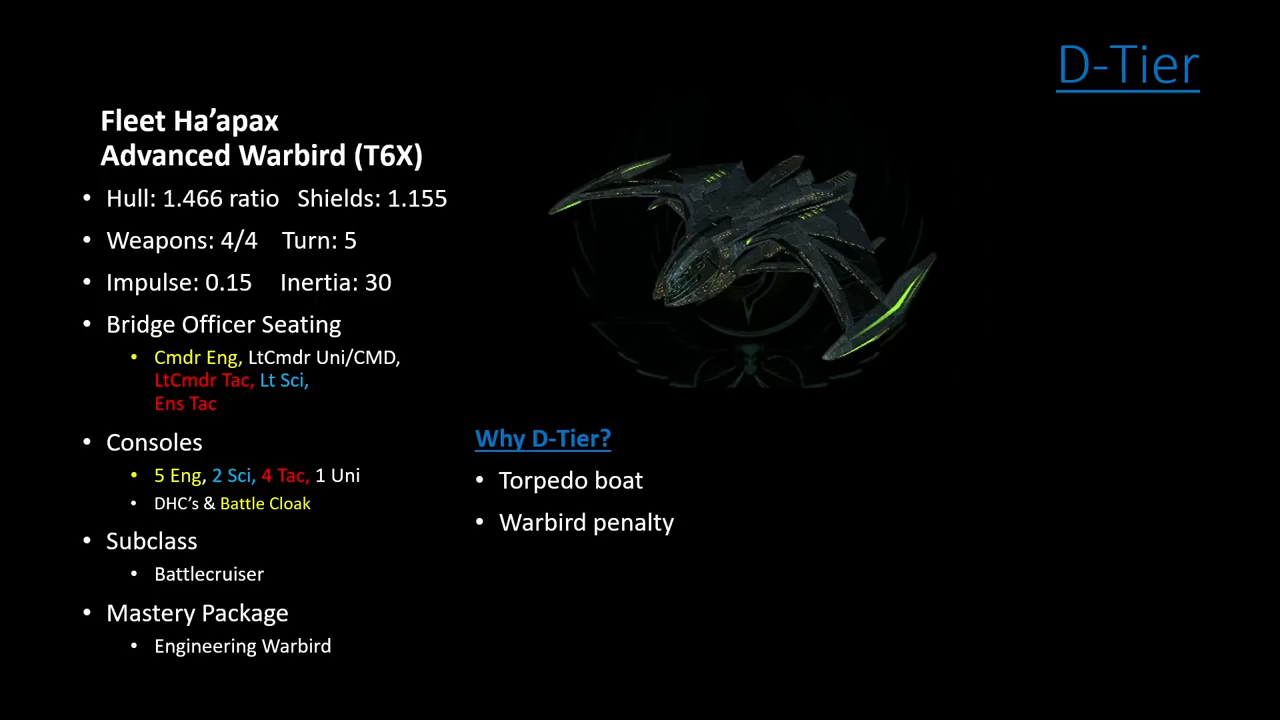 D-Tier
Fleet Ha’apax
Advanced Warbird (T6X)
• Hull: 1.466 ratio Shields: 1.155
• Weapons: 4/4 Turn: 5
• Impulse: 0.15 Inertia: 30
• Bridge Officer Seating
• Cmdr Eng, LtCmdr Uni/CMD,
LtCmdr Tac, Lt Sci,
Ens Tac
• Consoles
• 5 Eng, 2 Sci, 4 Tac, 1 Uni
• DHC’s & Battle Cloak
• Subclass
• Battlecruiser
• Mastery Package
• Engineering Warbird
Why D-Tier?
• Torpedo boat
• Warbird penalty